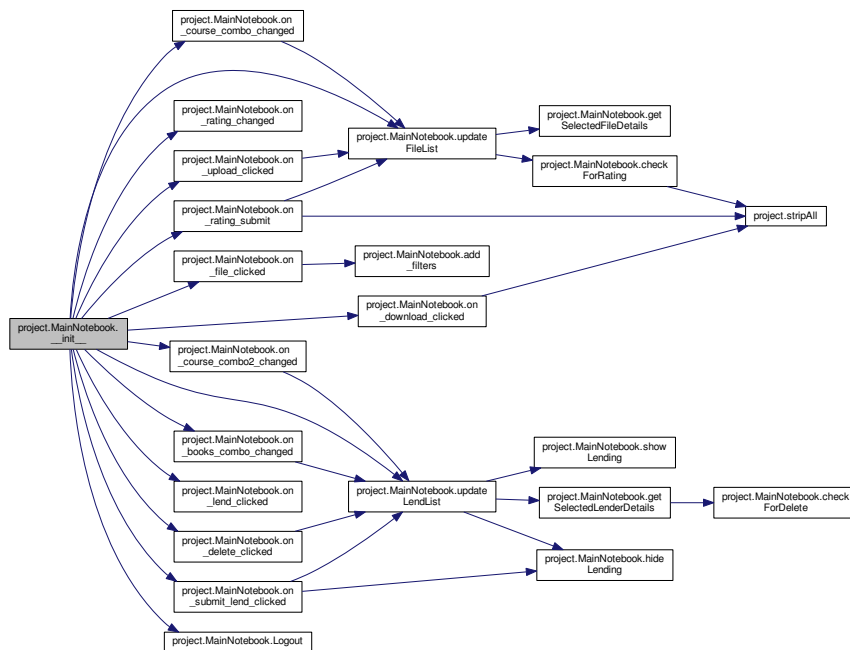 project.MainNotebook.on
_course_combo_changed
project.MainNotebook.on
_rating_changed
project.MainNotebook.get
SelectedFileDetails
project.MainNotebook.update
FileList
project.MainNotebook.on
_upload_clicked
project.MainNotebook.check
ForRating
project.MainNotebook.on
_rating_submit
project.stripAll
project.MainNotebook.on
_file_clicked
project.MainNotebook.add
_filters
project.MainNotebook.on
_download_clicked
project.MainNotebook.
__init__
project.MainNotebook.on
_course_combo2_changed
project.MainNotebook.on
_books_combo_changed
project.MainNotebook.show
Lending
project.MainNotebook.on
_lend_clicked
project.MainNotebook.update
LendList
project.MainNotebook.get
SelectedLenderDetails
project.MainNotebook.check
ForDelete
project.MainNotebook.on
_delete_clicked
project.MainNotebook.hide
Lending
project.MainNotebook.on
_submit_lend_clicked
project.MainNotebook.Logout